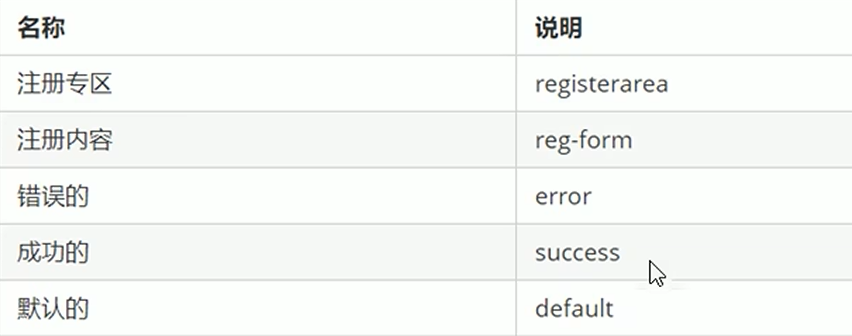 名称 说明
注册专区 registerarea
注册内容 reg-form
错误的 error
成功的 success
默认的 default